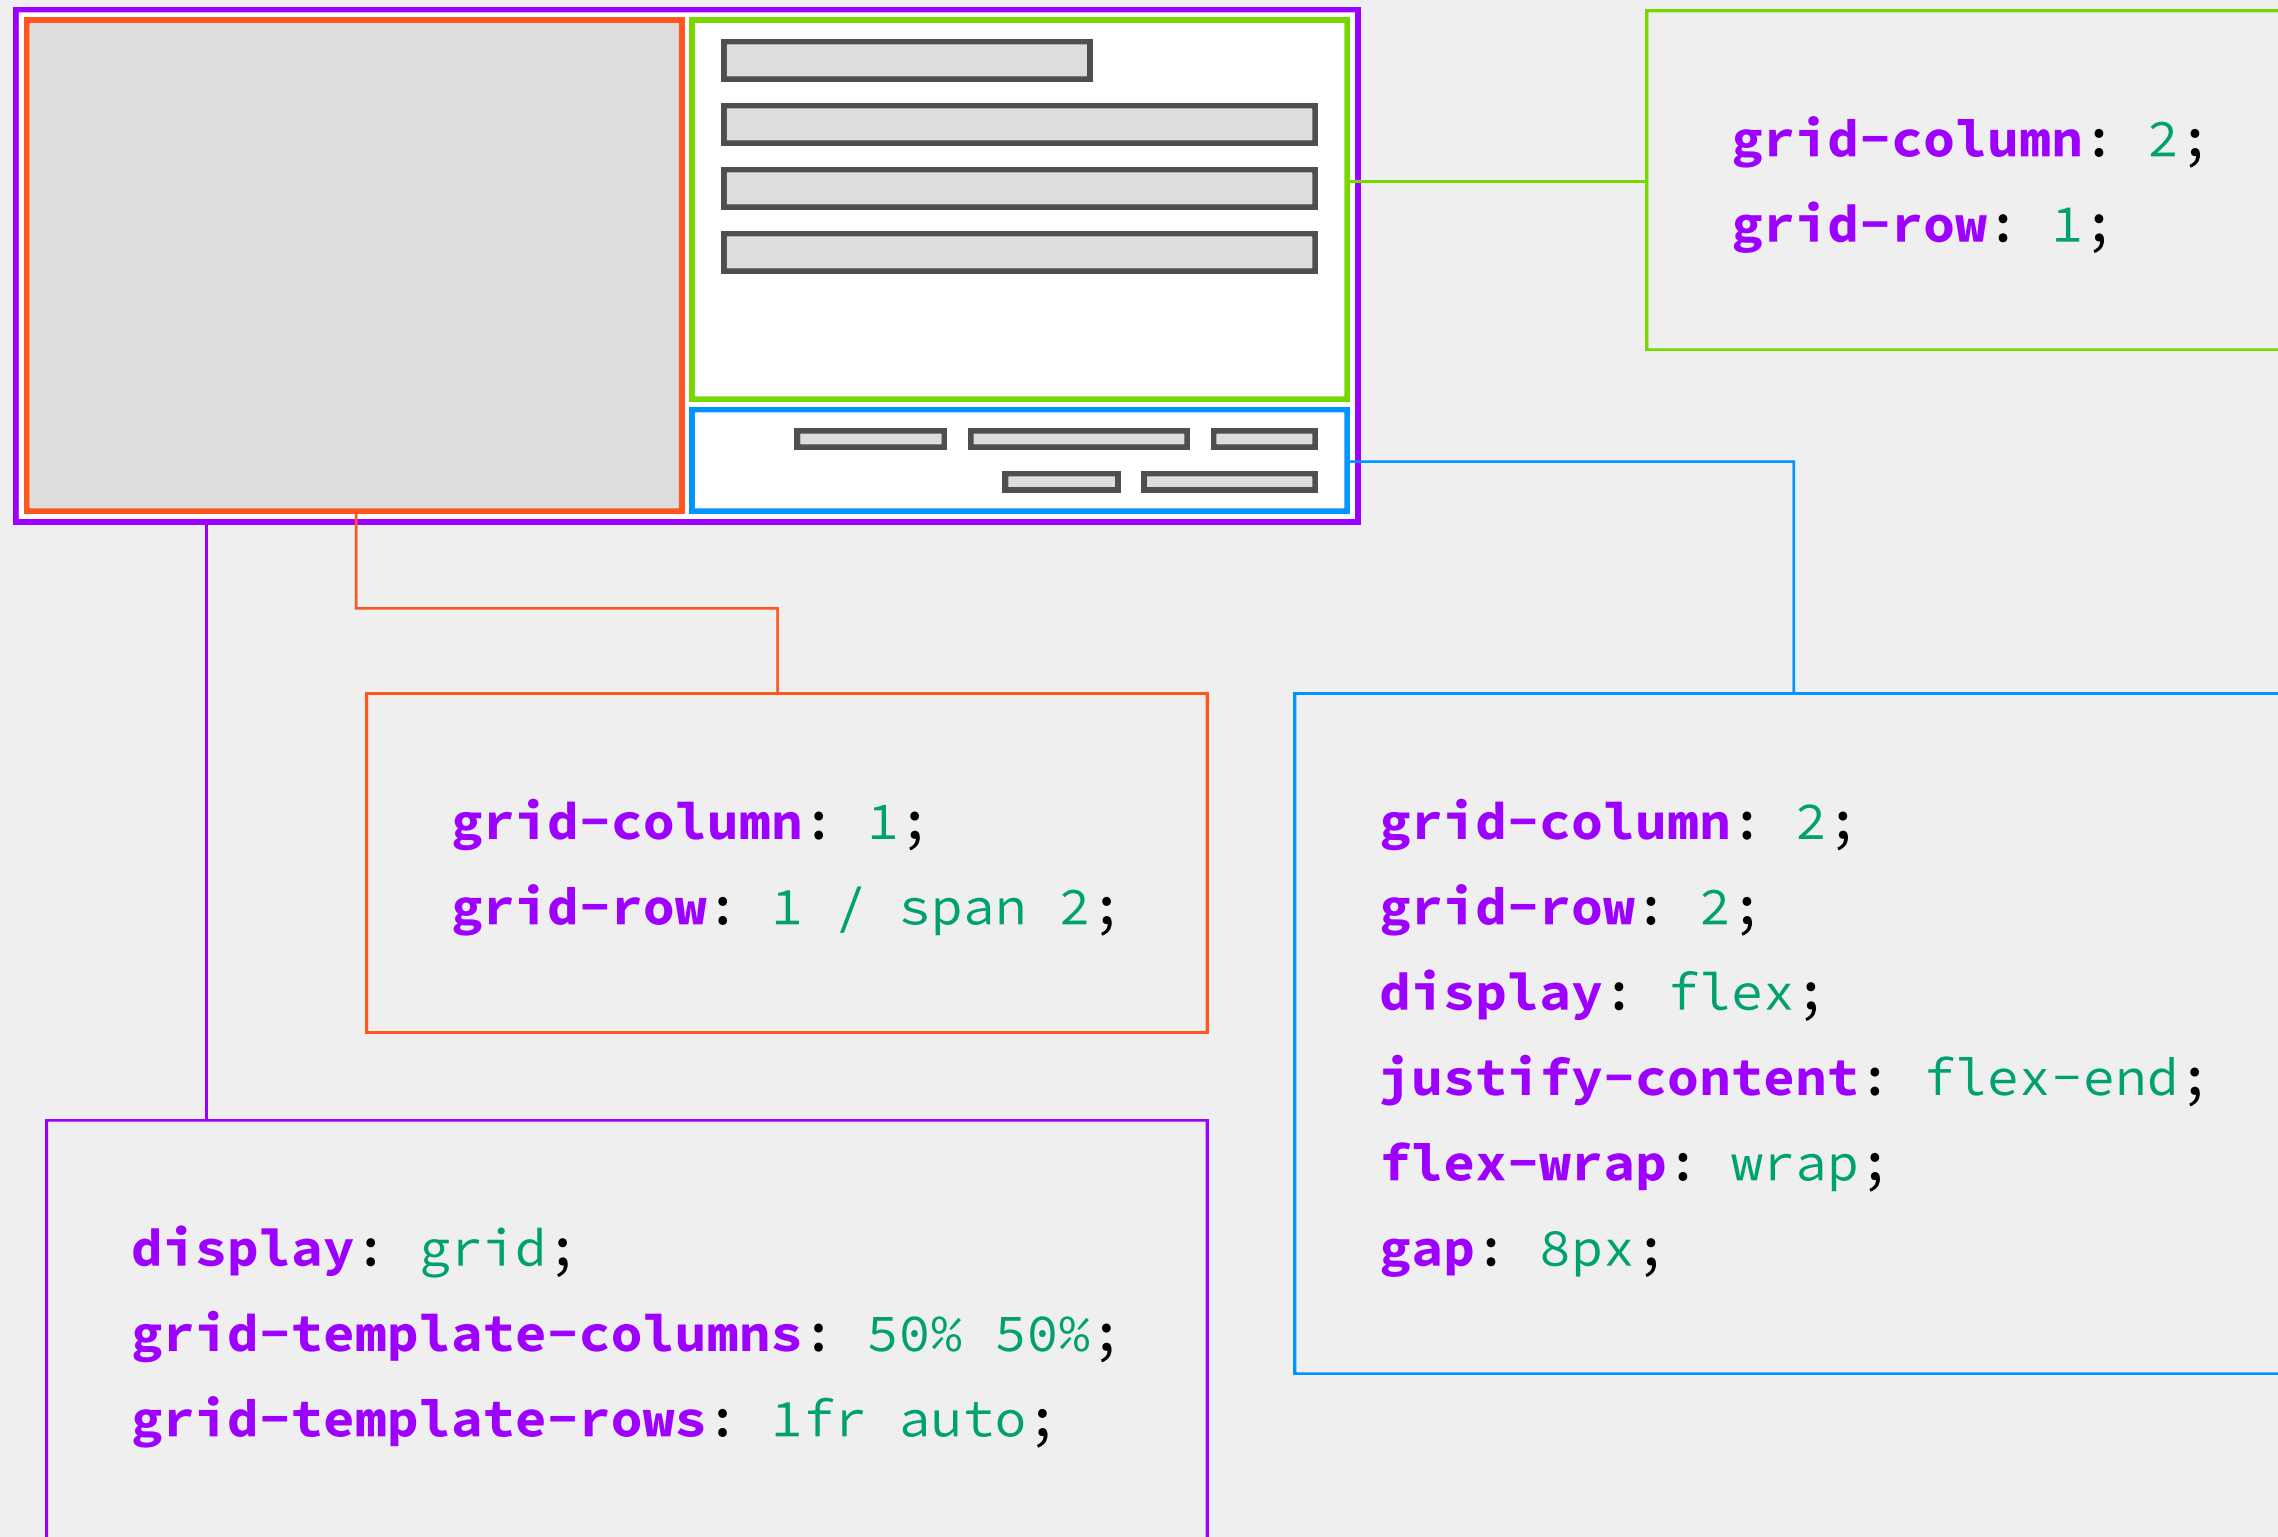 grid-column: 2;
grid-row: 1;
grid-column: 1;
grid-row: 1 / span 2;
grid-column: 2;
grid-row: 2;
display: flex;
justify-content: flex-end;
flex-wrap: wrap;
gap: 8px;
display: grid;
grid-template-columns: 50% 50%;
grid-template-rows: 1fr auto;